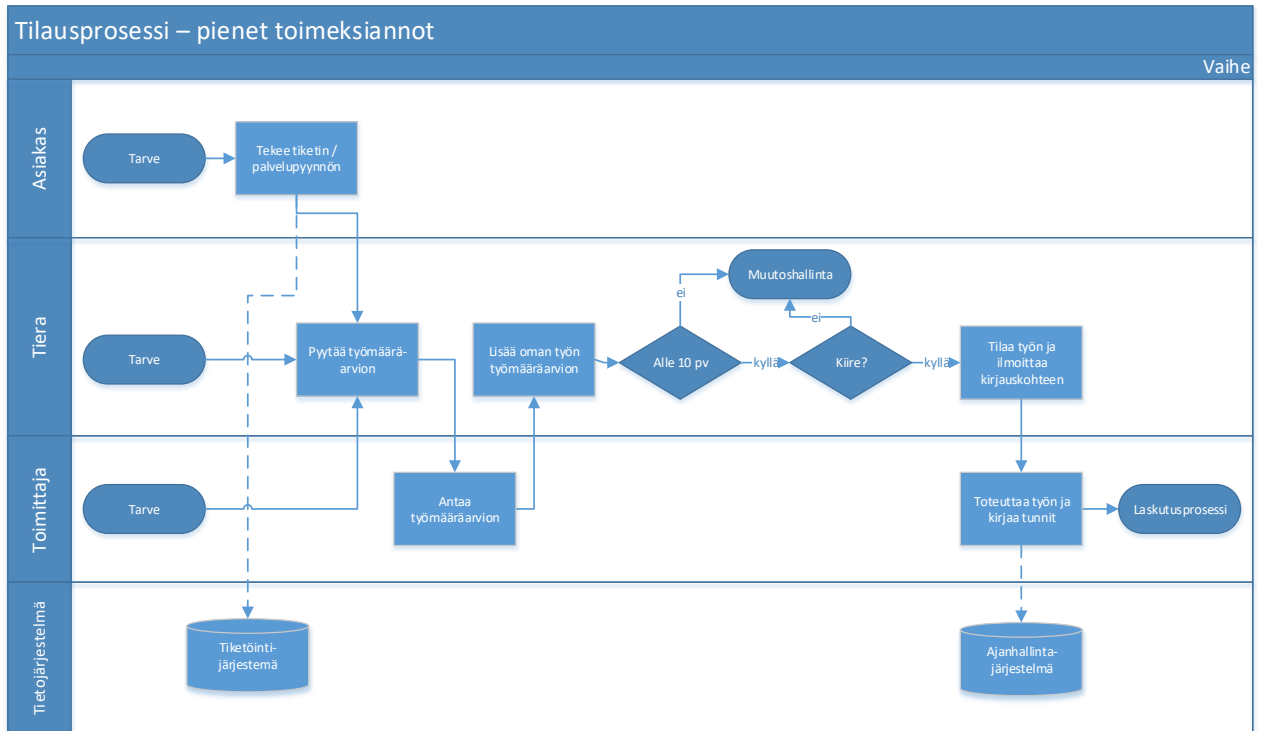 Tilausprosessi – pienet toimeksiannot
Vaihe
Asiakas
Tarve
Tekee tiketin /
palvelupyynnön
Tiera
Tarve
Pyytää työmäärä-
arvion
Lisää oman työn
työmääräarvion
ei
Alle 10 pv
kyllä
Muutoshallinta
ei
Kiire?
kyllä
Tilaa työn ja
ilmoittaa
kirjauskohteen
Toimittaja
Tarve
Antaa
työmääräarvion
Toteuttaa työn ja
kirjaa tunnit
Laskutusprosessi
Tietojärjestelmä
Tiketöinti-
järjestemä
Ajanhallinta-
järjestelmä